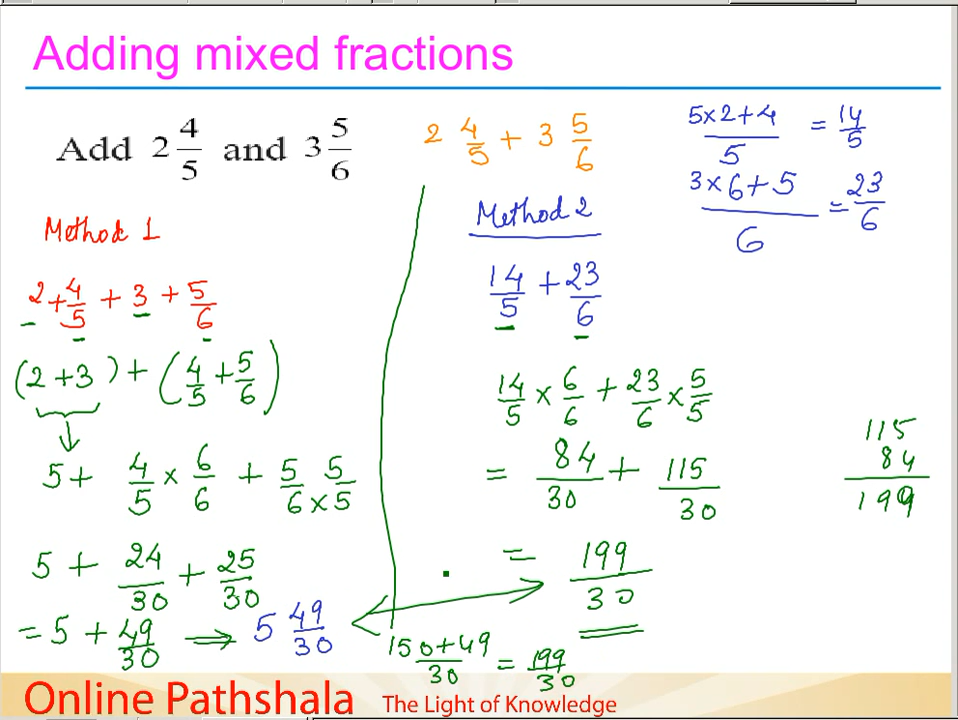 Adding mixed fractions
Add 2 4/5 and 3 5/6
2 4/5 + 3 5/6
(5×2+4)/5 = 14/5
(3×6+5)/6 = 23/6
Method 1
2 + 4/5 + 3 + 5/6
(2+3) + (4/5 + 5/6)
5 + 4/5 × 6/6 + 5/6 × 5/5
5 + 24/30 + 25/30
= 5 + 49/30 ⇒ 5 49/30
Method 2
14/5 + 23/6
14/5 × 6/6 + 23/6 × 5/5
= 84/30 + 115/30
= 199/30
115
84
199
(150+49)/30 = 199/30
Online Pathshala The Light of Knowledge